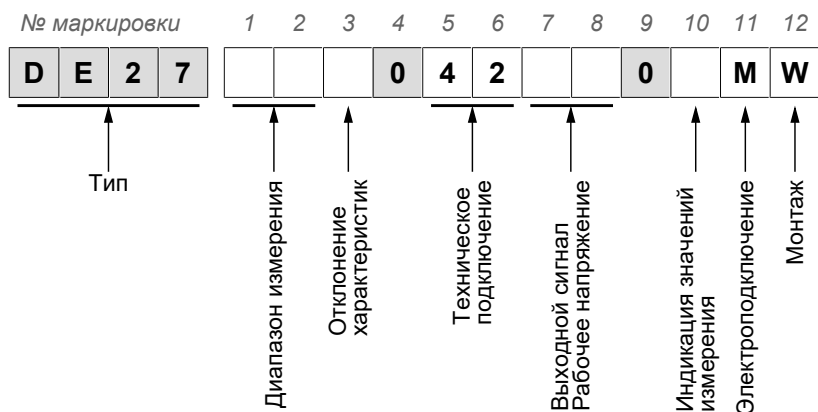 № маркировки 1 2 3 4 5 6 7 8 9 10 11 12
D E 2 7 0 4 2 0 M W
Тип
Диапазон измерения
Отклонение
характеристик
Техническое
подключение
Выходной сигнал
Рабочее напряжение
Индикация значений
измерения
Электроподключение
Монтаж